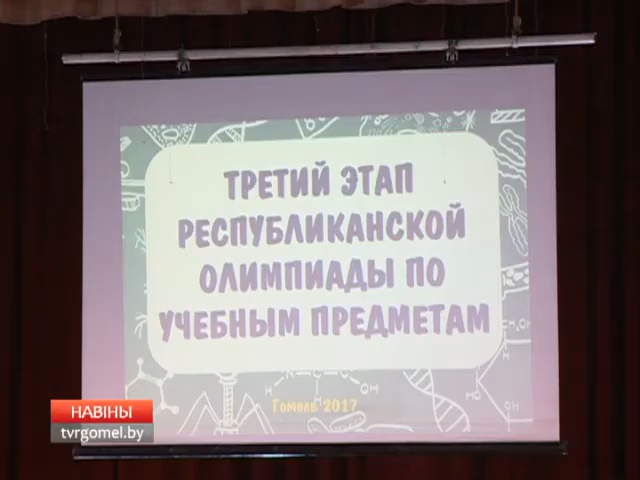 ТРЕТИЙ ЭТАП
РЕСПУБЛИКАНСКОЙ
ОЛИМПИАДЫ ПО
УЧЕБНЫМ ПРЕДМЕТАМ
Гомель 2017
НАВІНЫ
tvrgomel.by